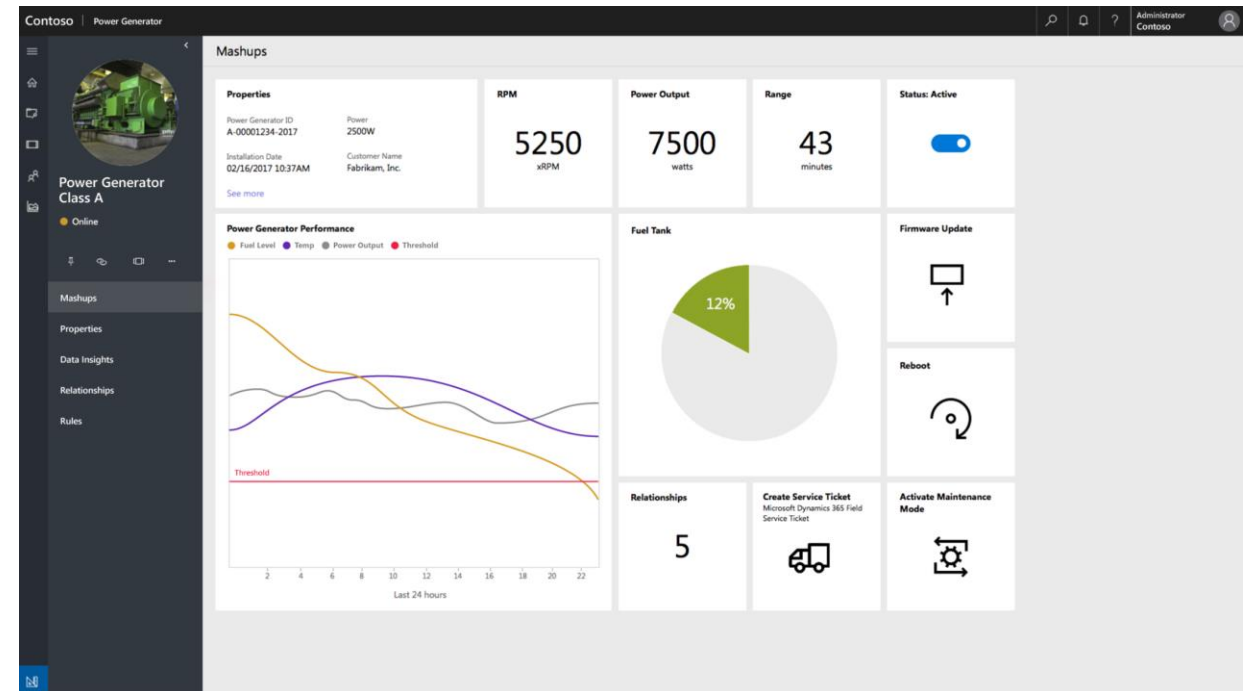 Contoso | Power Generator
?
Administrator
Contoso
Power Generator
Class A
Online
Mashups
Properties
Data Insights
Relationships
Rules
Mashups
Properties
Power Generator ID
A-00001234-2017
Power
2500W
Installation Date
02/16/2017 10:37AM
Customer Name
Fabrikam, Inc.
See more
RPM
5250
xRPM
Power Output
7500
watts
Range
43
minutes
Status: Active
Power Generator Performance
Fuel Level Temp Power Output Threshold
Threshold
2 4 6 8 10 12 14 16 18 20 22
Last 24 hours
Fuel Tank
12%
Firmware Update
Reboot
Relationships
5
Create Service Ticket
Microsoft Dynamics 365 Field
Service Ticket
Activate Maintenance
Mode